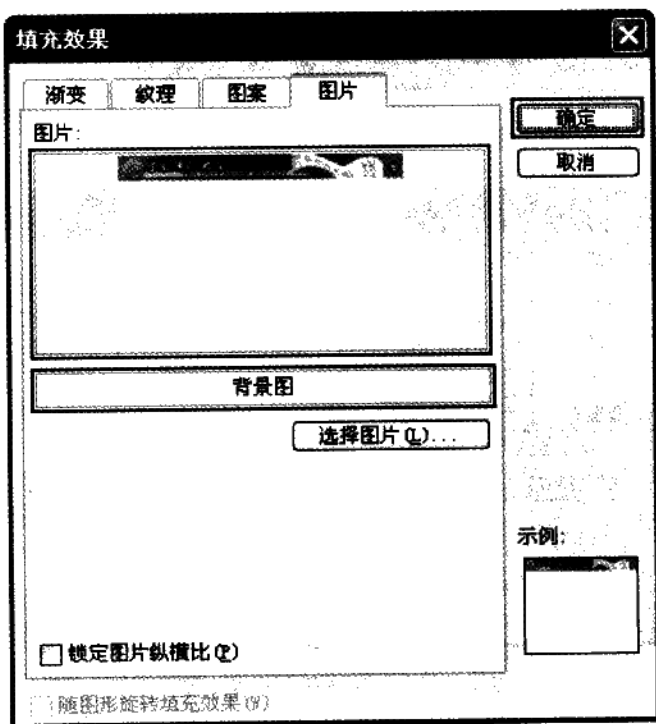 填充效果
渐变 纹理 图案 图片
图片:
确定
取消
背景图
选择图片(L)...
示例:
锁定图片纵横比(P)
随图形旋转填充效果(W)